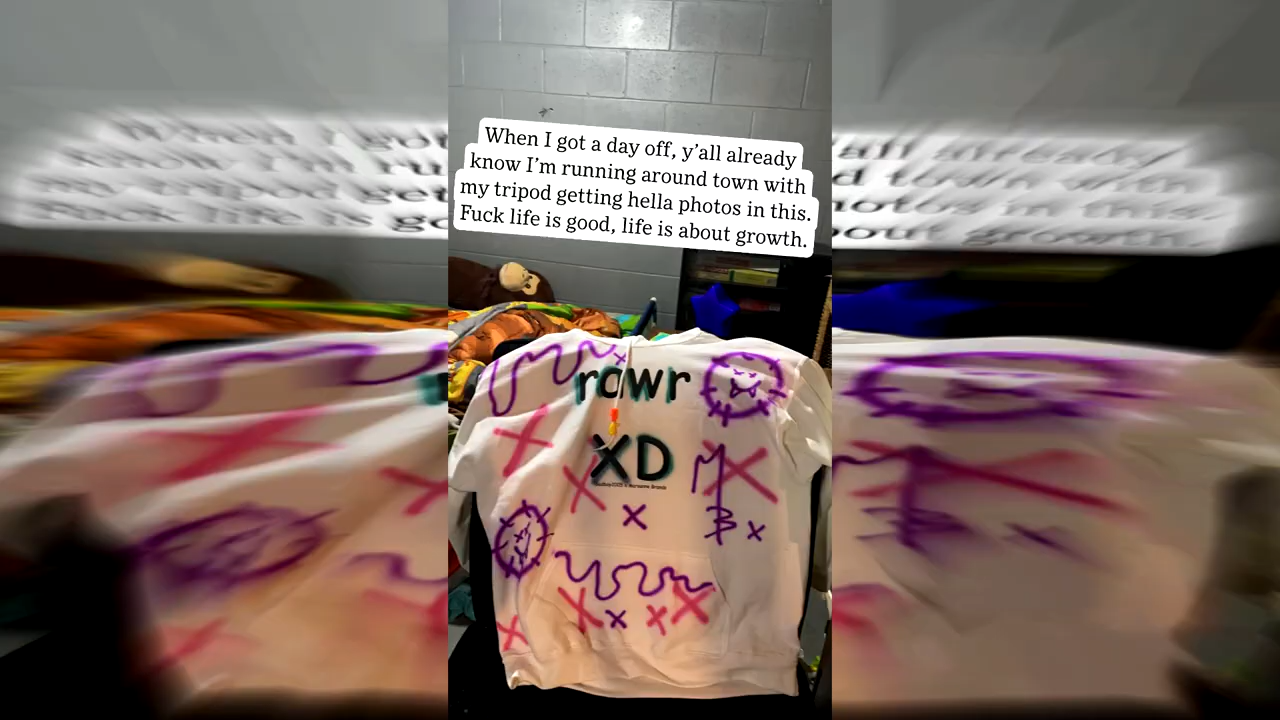 When I got a day off, y’all already
know I’m running around town with
my tripod getting hella photos in this.
Fuck life is good, life is about growth.
rawr
XD